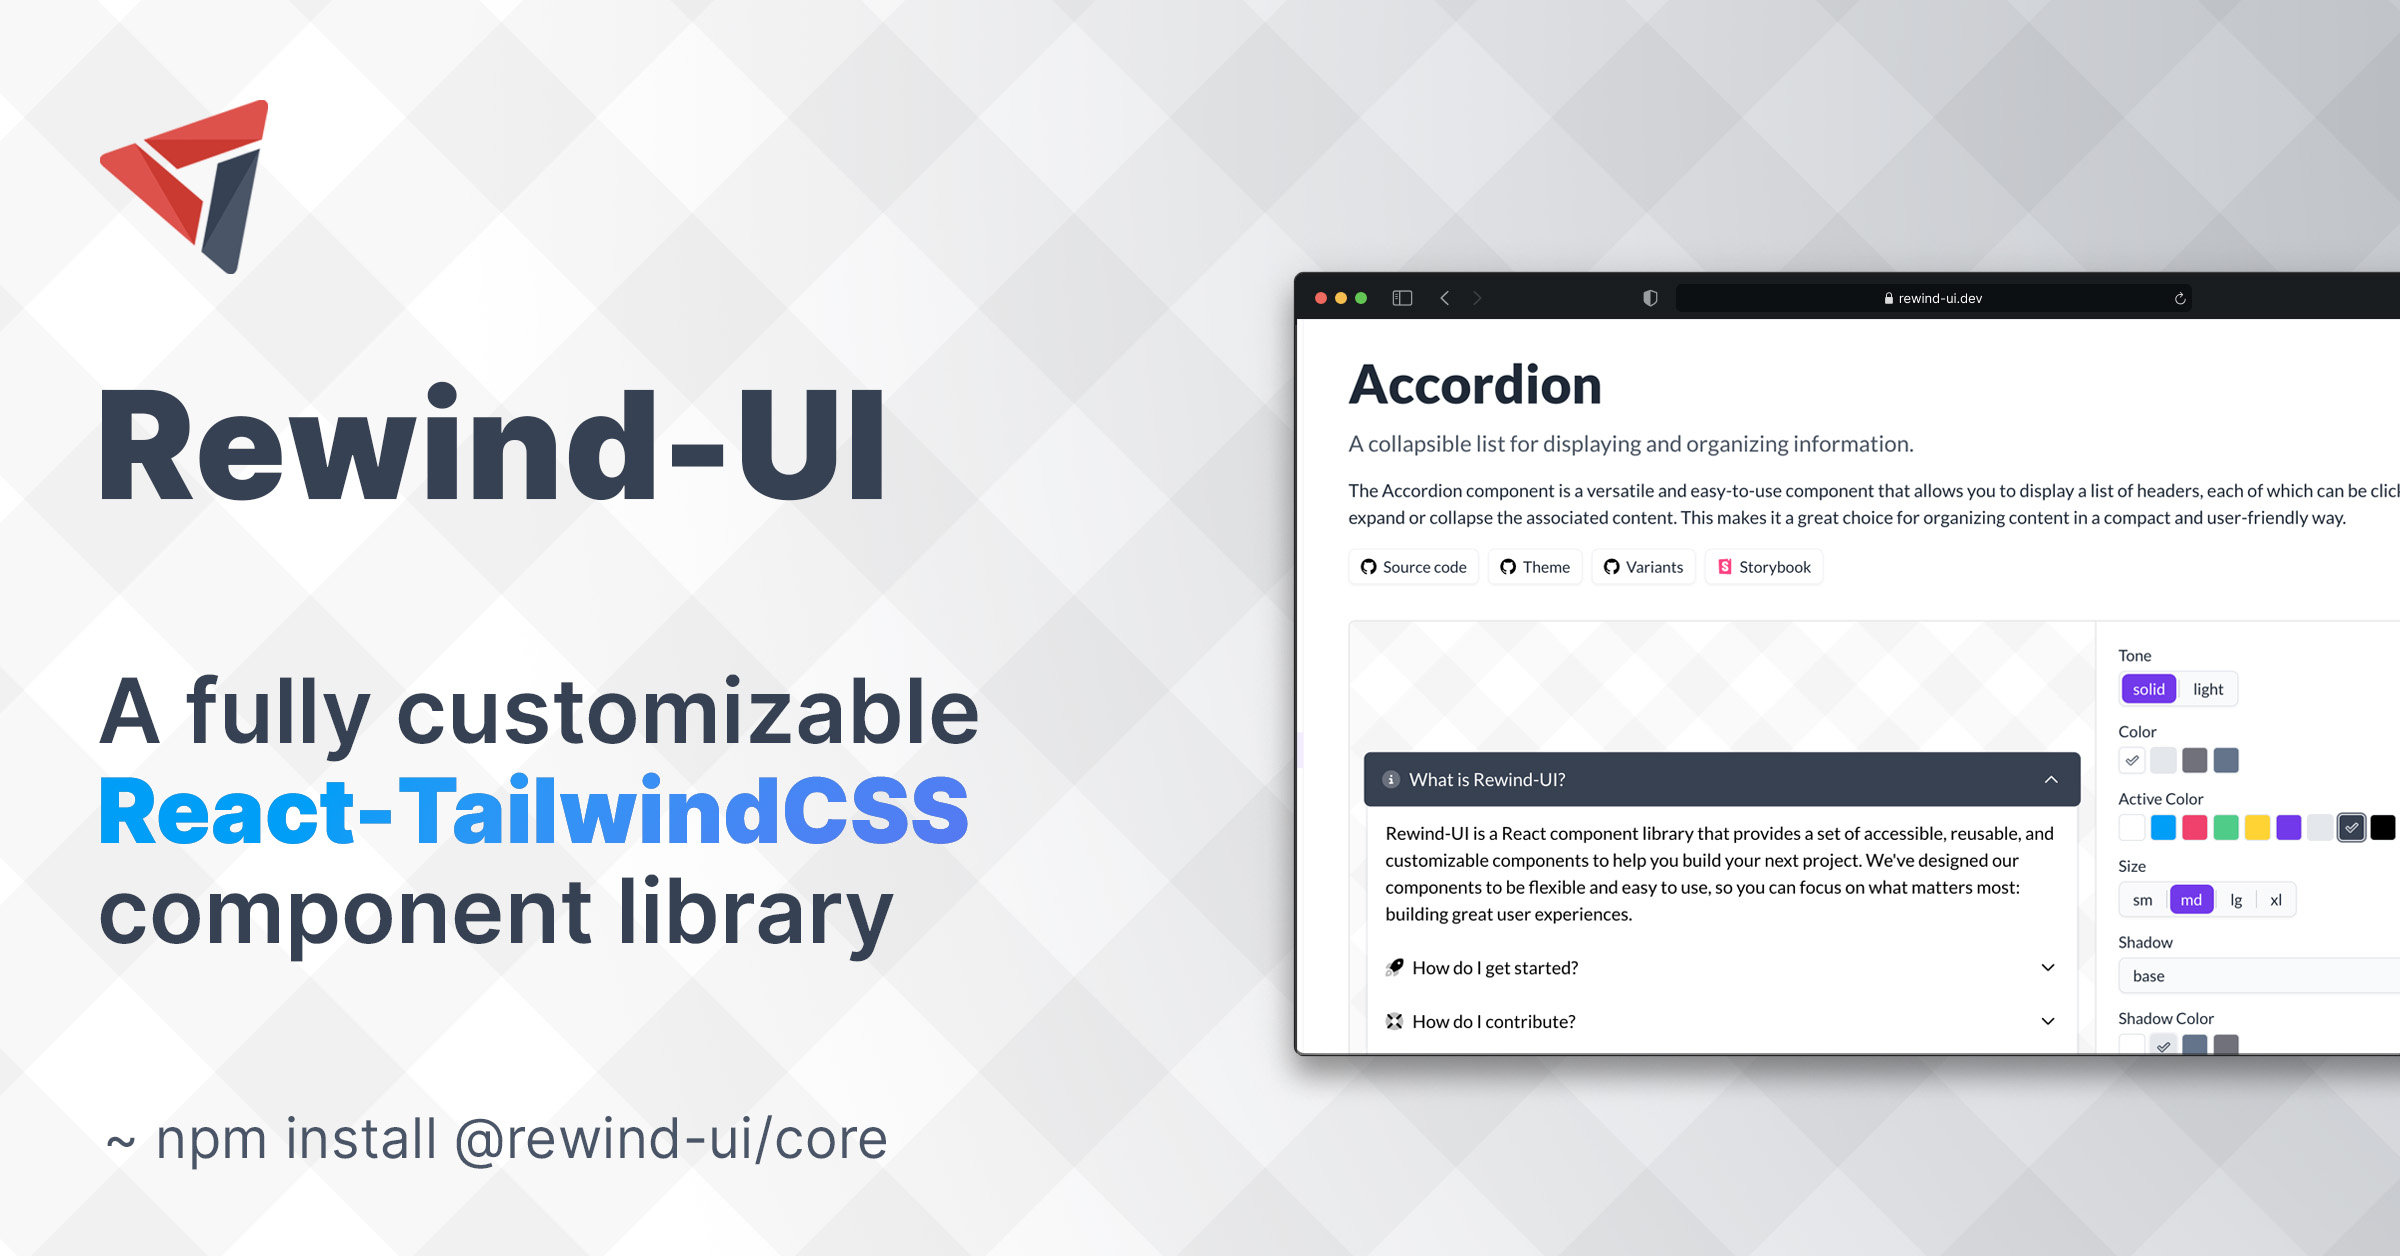 Rewind-UI
A fully customizable
React-TailwindCSS
component library
~ npm install @rewind-ui/core
rewind-ui.dev
Accordion
A collapsible list for displaying and organizing information.
The Accordion component is a versatile and easy-to-use component that allows you to display a list of headers, each of which can be
expand or collapse the associated content. This makes it a great choice for organizing content in a compact and user-friendly way.
Source code
Theme
Variants
Storybook
What is Rewind-UI?
Rewind-UI is a React component library that provides a set of accessible, reusable, and
customizable components to help you build your next project. We've designed our
components to be flexible and easy to use, so you can focus on what matters most:
building great user experiences.
How do I get started?
How do I contribute?
Tone
solid light
Color
Active Color
Size
sm md lg xl
Shadow
base
Shadow Color